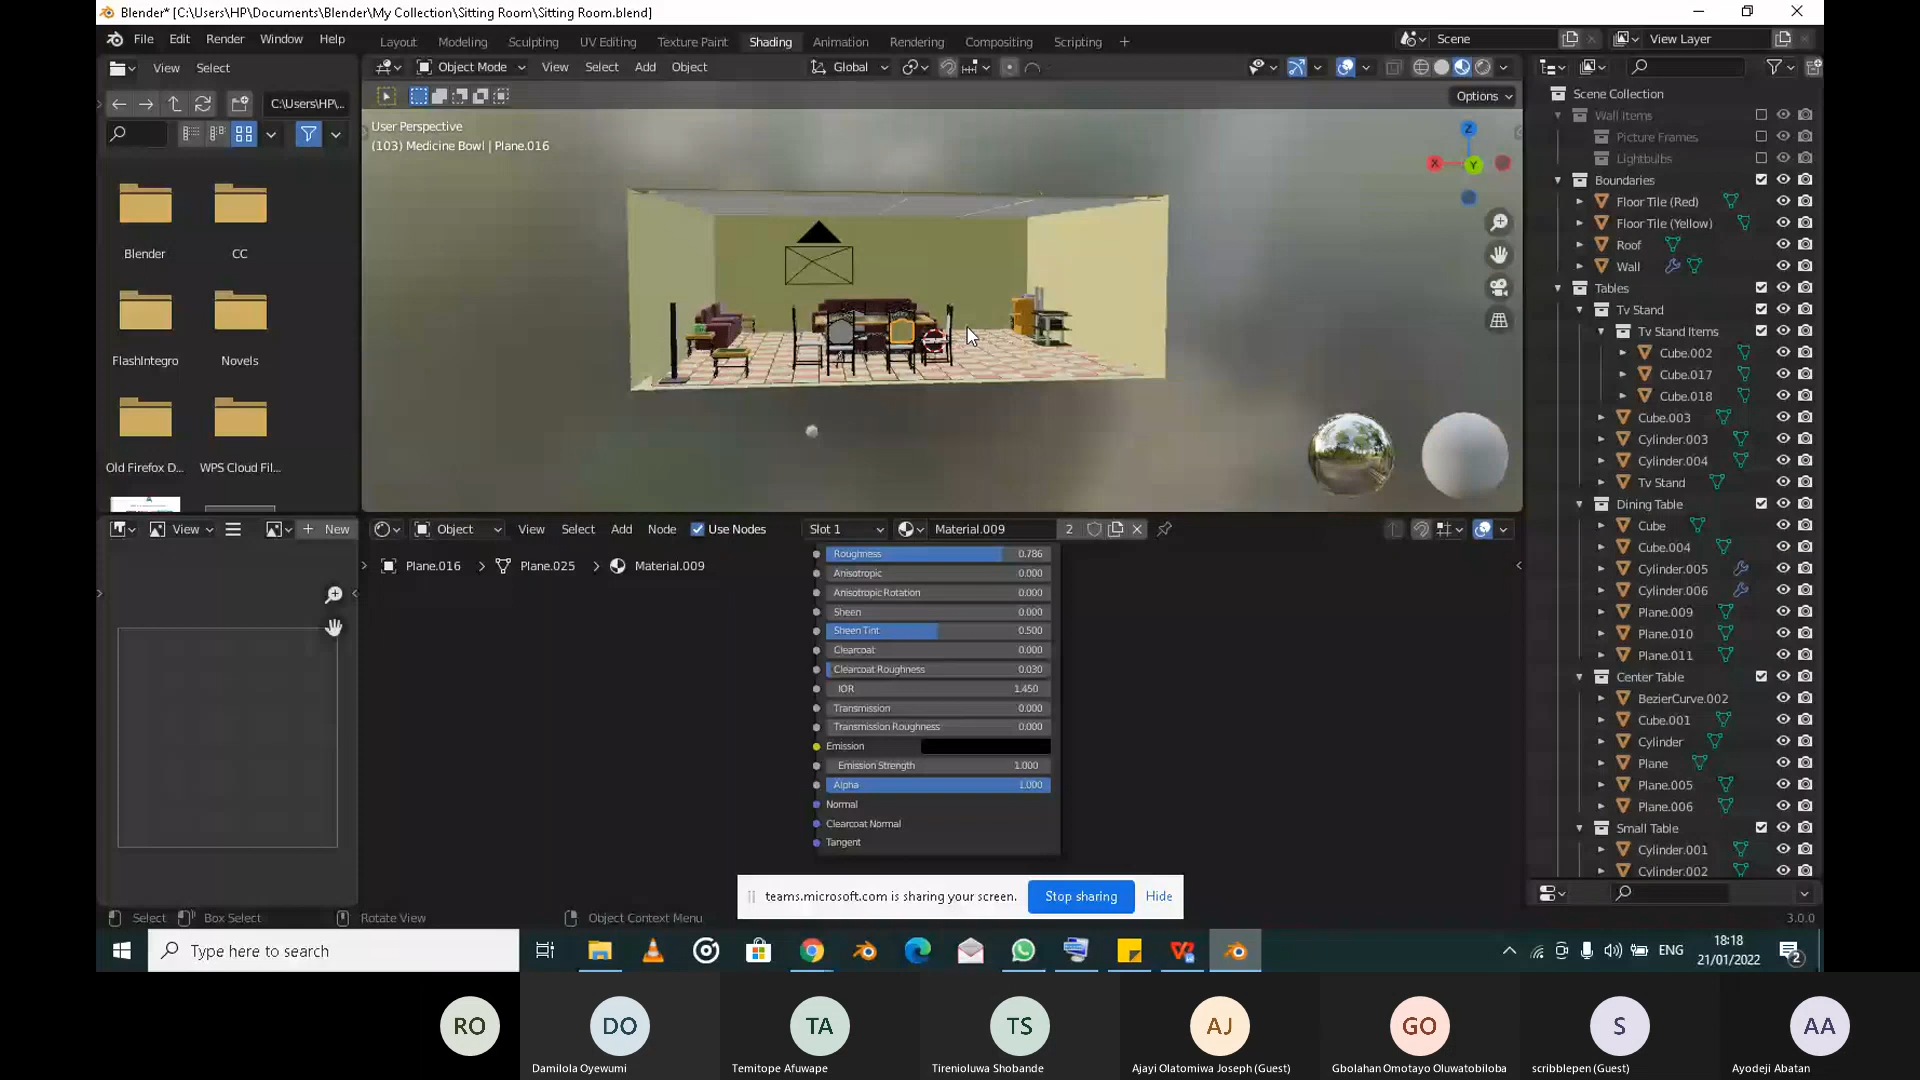 Blender* [C:\Users\HP\Documents\Blender\My Collection\Sitting Room\Sitting Room.blend]
File Edit Render Window Help
Layout Modeling Sculpting UV Editing Texture Paint Shading Animation Rendering Compositing Scripting +
Scene View Layer
View Select
Object Mode View Select Add Object Global
C:\Users\HP\..
Options
User Perspective
(103) Medicine Bowl | Plane.016
Z
X
Y
Blender CC
FlashIntegro Novels
Old Firefox D... WPS Cloud Fil...
Scene Collection
Wall Items
Picture Frames
Lightbulbs
Boundaries
Floor Tile (Red)
Floor Tile (Yellow)
Roof
Wall
Tables
Tv Stand
Tv Stand Items
Cube.002
Cube.017
Cube.018
Cube.003
Cylinder.003
Cylinder.004
Tv Stand
Dining Table
Cube
Cube.004
Cylinder.005
Cylinder.006
Plane.009
Plane.010
Plane.011
Center Table
BezierCurve.002
Cube.001
Cylinder
Plane
Plane.005
Plane.006
Small Table
Cylinder.001
Cylinder.002
View + New
Object View Select Add Node Use Nodes Slot 1 Material.009 2
Plane.016 > Plane.025 > Material.009
Roughness 0.786
Anisotropic 0.000
Anisotropic Rotation 0.000
Sheen 0.000
Sheen Tint 0.500
Clearcoat 0.000
Clearcoat Roughness 0.030
IOR 1.450
Transmission 0.000
Transmission Roughness 0.000
Emission
Emission Strength 1.000
Alpha 1.000
Normal
Clearcoat Normal
Tangent
teams.microsoft.com is sharing your screen. Stop sharing Hide
Select Box Select Rotate View Object Context Menu 3.0.0
Type here to search
ENG
18:18
21/01/2022
2
RO DO TA TS AJ GO S AA
Damilola Oyewumi Temitope Afuwape Tirenioluwa Shobande Ajayi Olatomiwa Joseph (Guest) Gbolahan Omotayo Oluwatobiloba scribblepen (Guest) Ayodeji Abatan